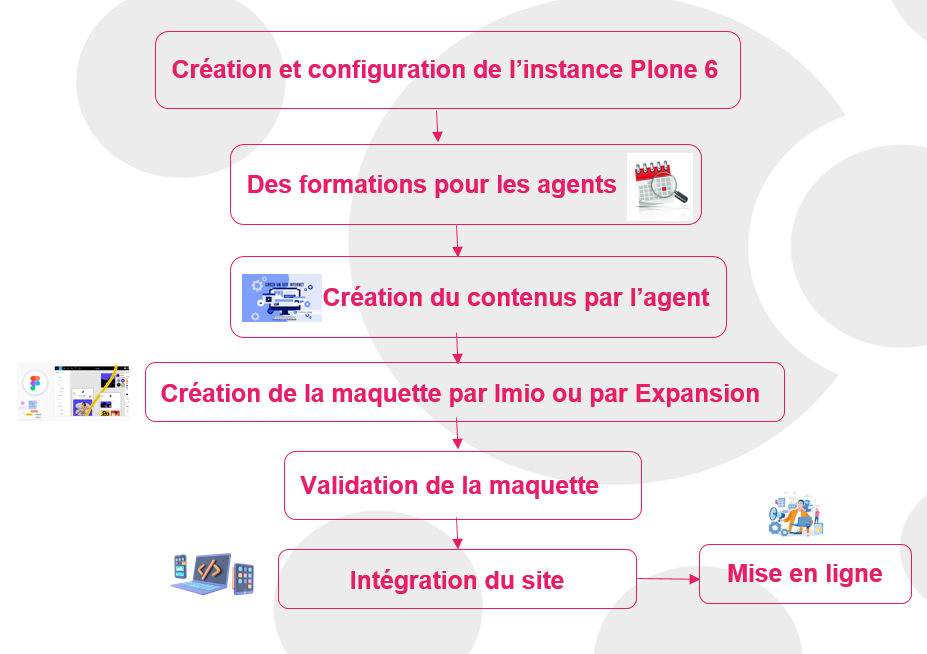 Création et configuration de l’instance Plone 6
Des formations pour les agents
Création du contenus par l’agent
Création de la maquette par Imio ou par Expansion
Validation de la maquette
Intégration du site
Mise en ligne